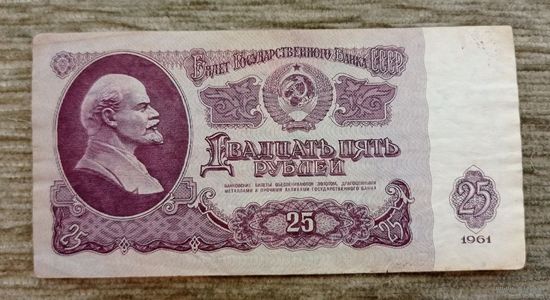 Билет Государственного Банка СССР
Двадцать пять
рублей
БАНКОВСКИЕ БИЛЕТЫ ОБЕСПЕЧИВАЮТСЯ ЗОЛОТОМ, ДРАГОЦЕННЫМИ
МЕТАЛЛАМИ И ПРОЧИМИ АКТИВАМИ ГОСУДАРСТВЕННОГО БАНКА
25
25
25
25
1961